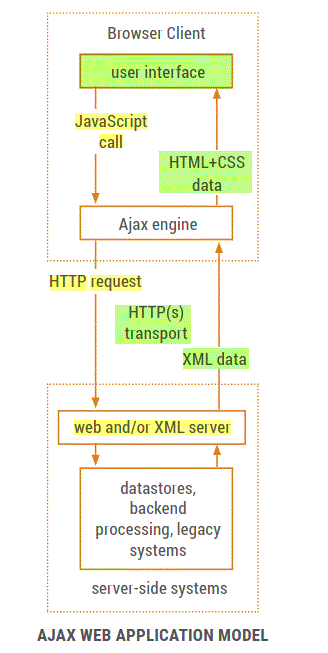 Browser Client
user interface
JavaScript
call
HTML+CSS
data
Ajax engine
HTTP request
HTTP(s)
transport
XML data
web and/or XML server
datastores,
backend
processing, legacy
systems
server-side systems
AJAX WEB APPLICATION MODEL